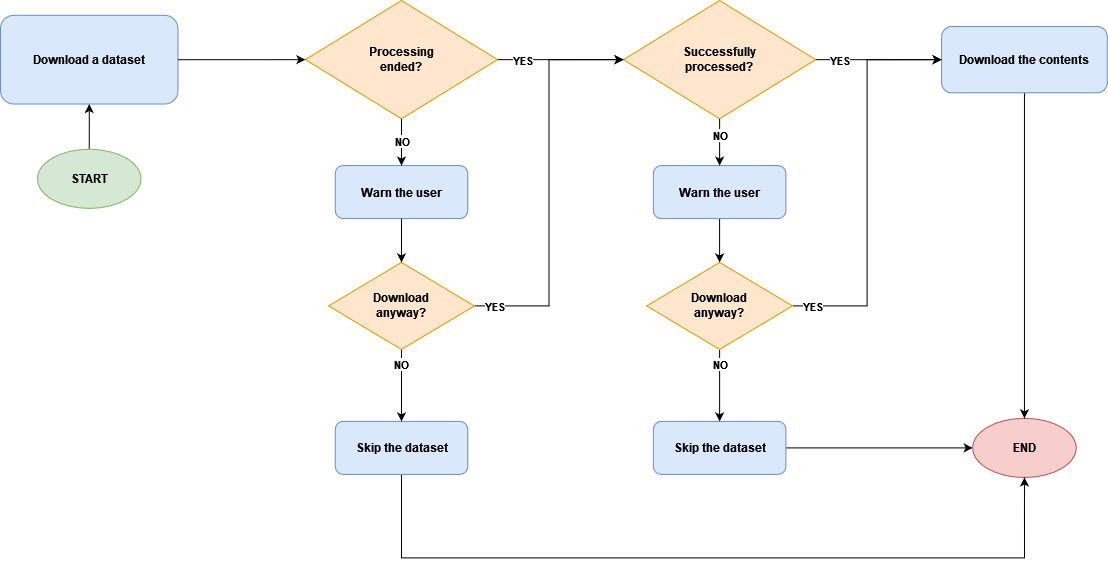 Download a dataset
START
Processing
ended?
YES
NO
Warn the user
Download
anyway?
YES
NO
Skip the dataset
Successfully
processed?
YES
NO
Warn the user
Download
anyway?
YES
NO
Skip the dataset
Download the contents
END